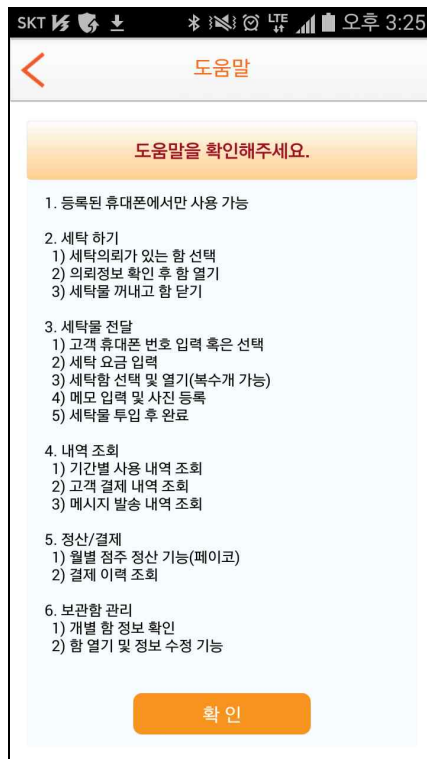 SKT LTE 오후 3:25
도움말
도움말을 확인해주세요.
1. 등록된 휴대폰에서만 사용 가능
2. 세탁 하기
1) 세탁의뢰가 있는 함 선택
2) 의뢰정보 확인 후 함 열기
3) 세탁물 꺼내고 함 닫기
3. 세탁물 전달
1) 고객 휴대폰 번호 입력 혹은 선택
2) 세탁 요금 입력
3) 세탁함 선택 및 열기(복수개 가능)
4) 메모 입력 및 사진 등록
5) 세탁물 투입 후 완료
4. 내역 조회
1) 기간별 사용 내역 조회
2) 고객 결제 내역 조회
3) 메시지 발송 내역 조회
5. 정산/결제
1) 월별 점주 정산 기능(페이코)
2) 결제 이력 조회
6. 보관함 관리
1) 개별 함 정보 확인
2) 함 열기 및 정보 수정 기능
확 인